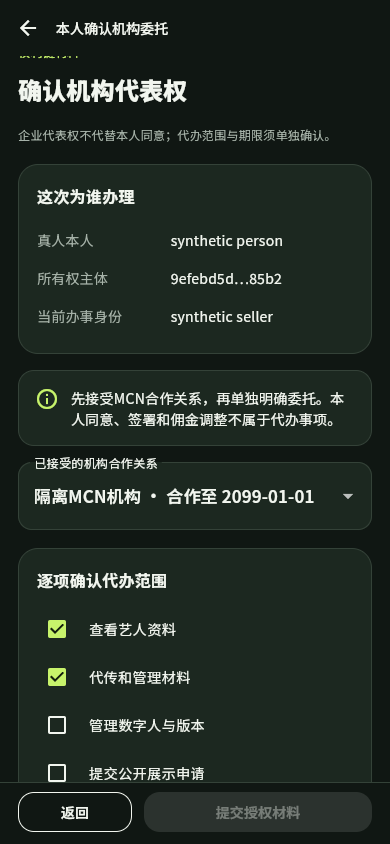 本人确认机构委托
确认机构代表权
企业代表权不代替本人同意；代办范围与期限须单独确认。
这次为谁办理
真人本人 synthetic person
所有权主体 9efebd5d…85b2
当前办事身份 synthetic seller
先接受MCN合作关系，再单独明确委托。本
人同意、签署和佣金调整不属于代办事项。
已接受的机构合作关系
隔离MCN机构 · 合作至 2099-01-01
逐项确认代办范围
查看艺人资料
代传和管理材料
管理数字人与版本
提交公开展示申请
返回 提交授权材料